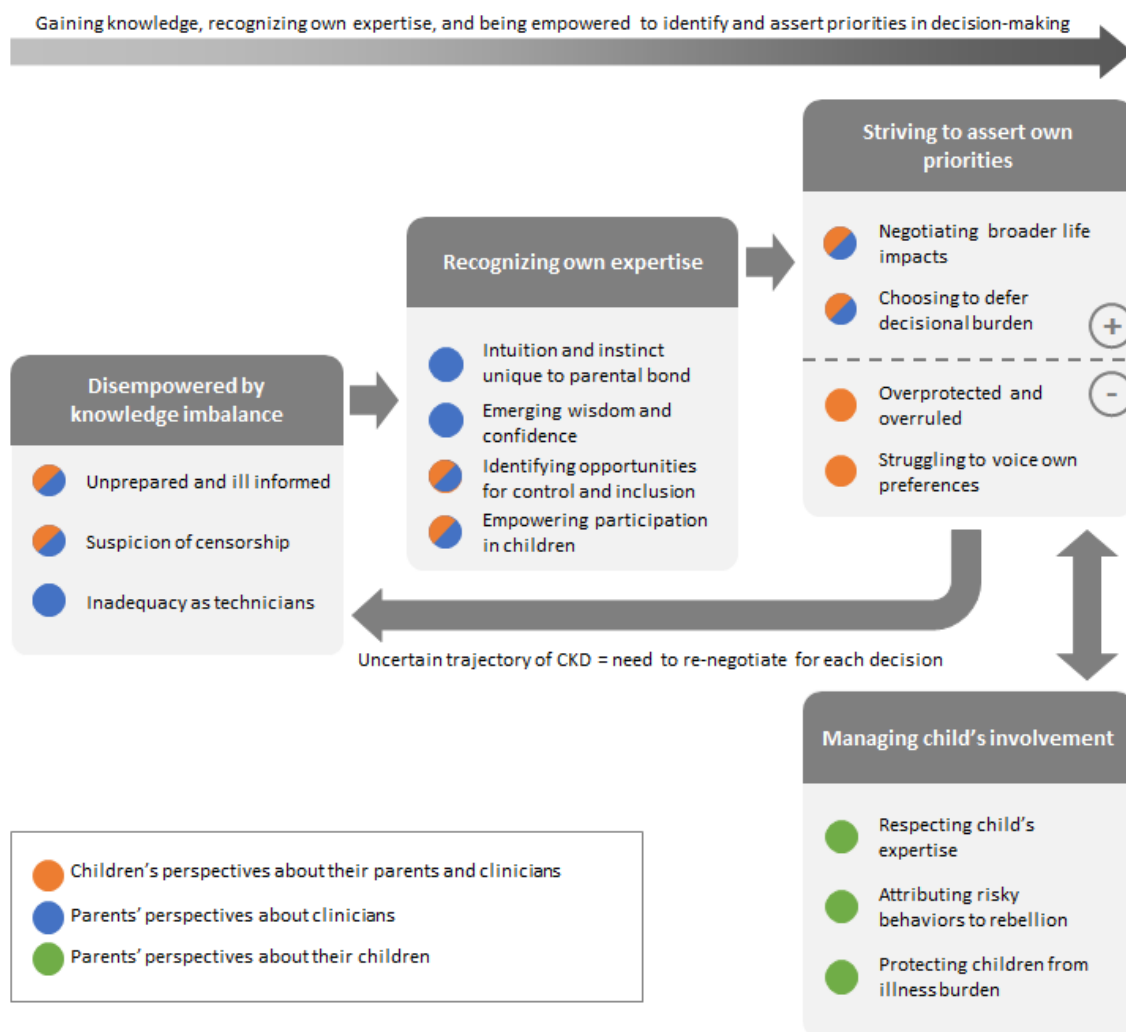 Gaining knowledge, recognizing own expertise, and being empowered to identify and assert priorities in decision-making
Striving to assert own
priorities
Negotiating broader life
impacts
Choosing to defer
decisional burden
+
Overprotected and
overruled
-
Struggling to voice own
preferences
Recognizing own expertise
Intuition and instinct
unique to parental bond
Emerging wisdom and
confidence
Identifying opportunities
for control and inclusion
Empowering participation
in children
Disempowered by
knowledge imbalance
Unprepared and ill informed
Suspicion of censorship
Inadequacy as technicians
Uncertain trajectory of CKD = need to re-negotiate for each decision
Managing child's involvement
Respecting child's
expertise
Attributing risky
behaviors to rebellion
Protecting children from
illness burden
Children's perspectives about their parents and clinicians
Parents' perspectives about clinicians
Parents' perspectives about their children